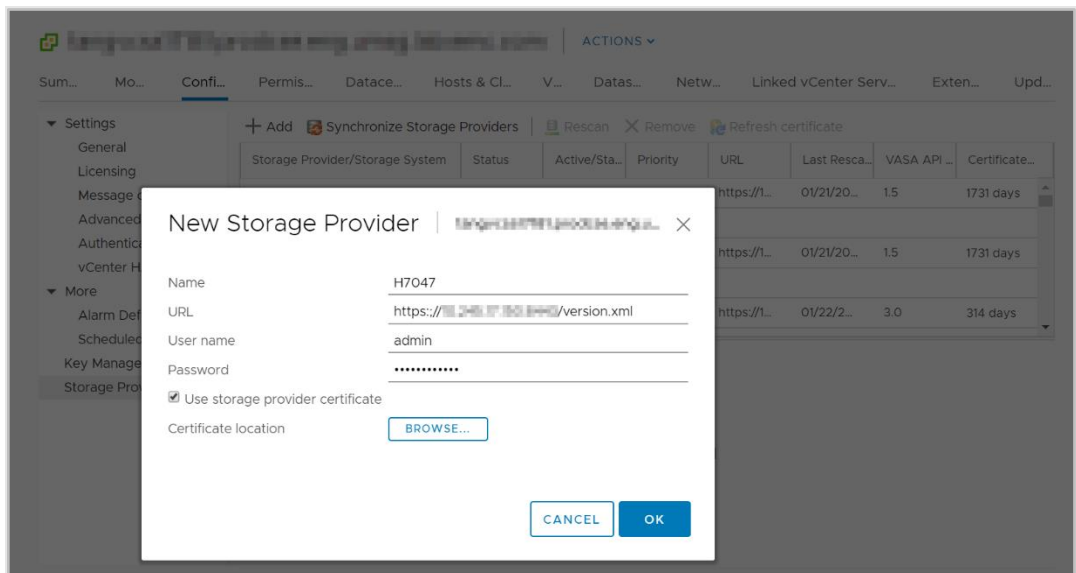 ACTIONS
Sum... Mo... Confi... Permis... Datace... Hosts & Cl... V... Datas... Netw... Linked vCenter Serv... Exten... Upd...
Settings
General
Licensing
Message o
Advanced
Authentica
vCenter H
More
Alarm Def
Scheduled
Key Manage
Storage Prov
+ Add Synchronize Storage Providers Rescan Remove Refresh certificate
Storage Provider/Storage System Status Active/Sta... Priority URL Last Resca... VASA API ... Certificate...
https://1... 01/21/20... 1.5 1731 days
https://1... 01/21/20... 1.5 1731 days
https://1... 01/22/2... 3.0 314 days
New Storage Provider
Name H7047
URL https:// /version.xml
User name admin
Password ••••••••••••
Use storage provider certificate
Certificate location BROWSE...
CANCEL OK